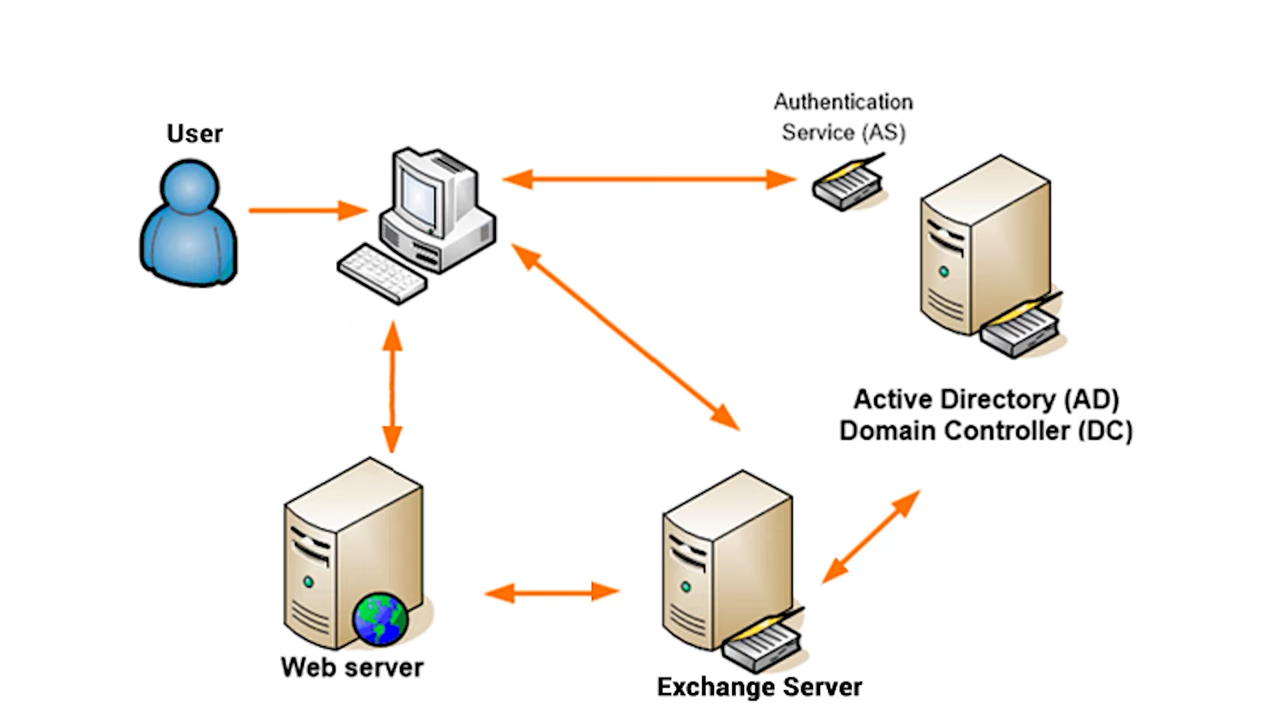 Authentication
Service (AS)
User
Active Directory (AD)
Domain Controller (DC)
Web server
Exchange Server